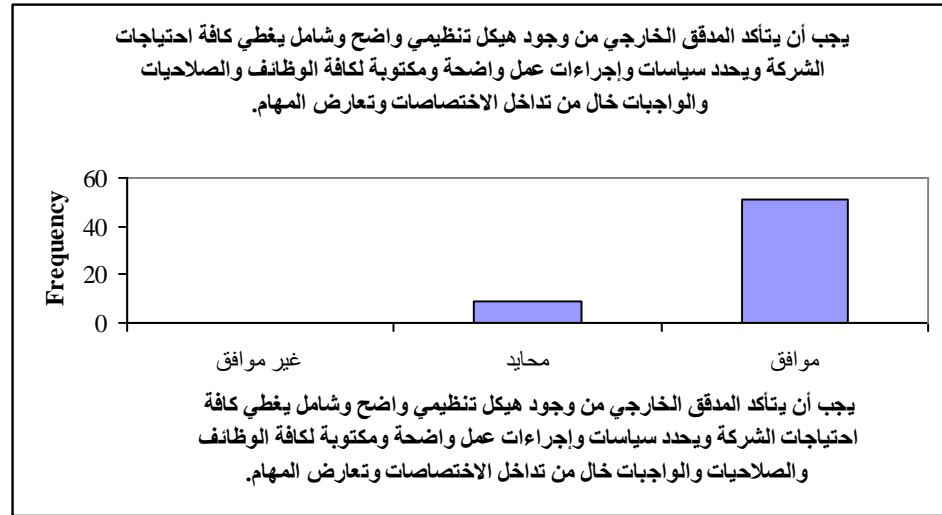 يجب أن يتأكد المدقق الخارجي من وجود هيكل تنظيمي واضح وشامل يغطي كافة احتياجات
الشركة ويحدد سياسات وإجراءات عمل واضحة ومكتوبة لكافة الوظائف والصلاحيات
والواجبات خال من تداخل الاختصاصات وتعارض المهام.
Frequency
60
40
20
0
غير موافق
محايد
موافق
يجب أن يتأكد المدقق الخارجي من وجود هيكل تنظيمي واضح وشامل يغطي كافة
احتياجات الشركة ويحدد سياسات وإجراءات عمل واضحة ومكتوبة لكافة الوظائف
والصلاحيات والواجبات خال من تداخل الاختصاصات وتعارض المهام.